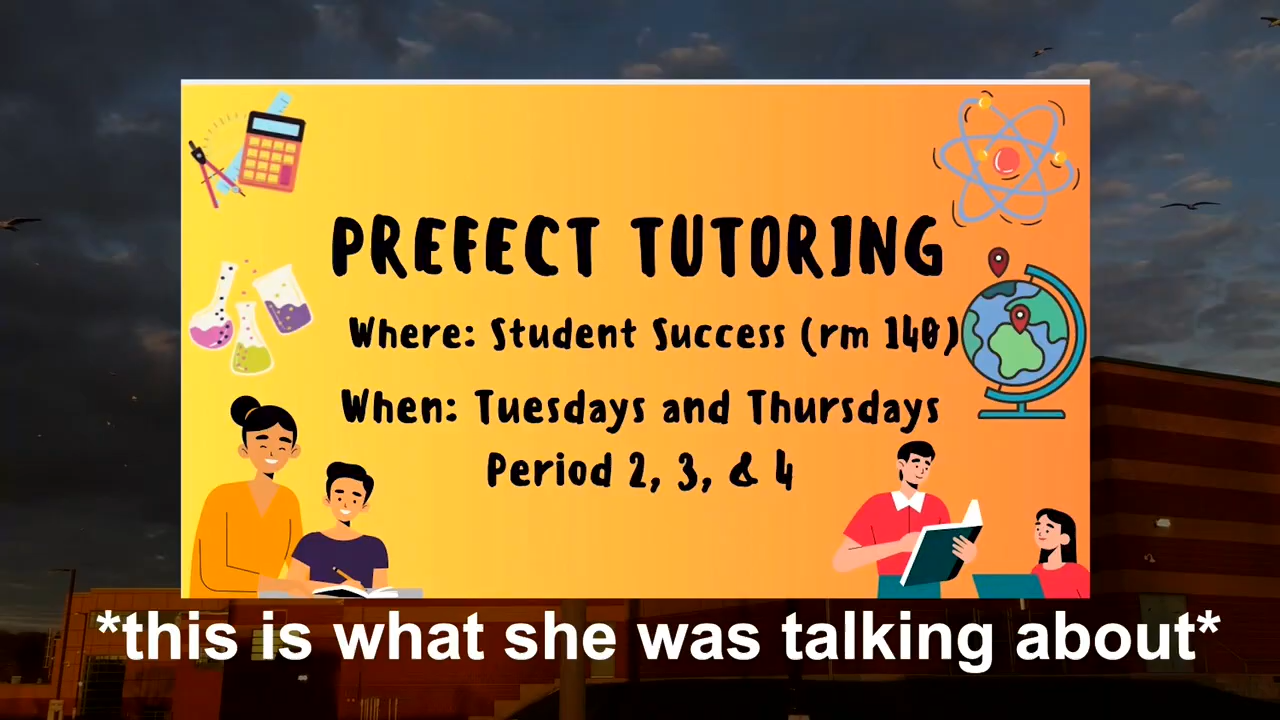 PREFECT TUTORING
Where: Student Success (rm 140)
When: Tuesdays and Thursdays
Period 2, 3, & 4
*this is what she was talking about*